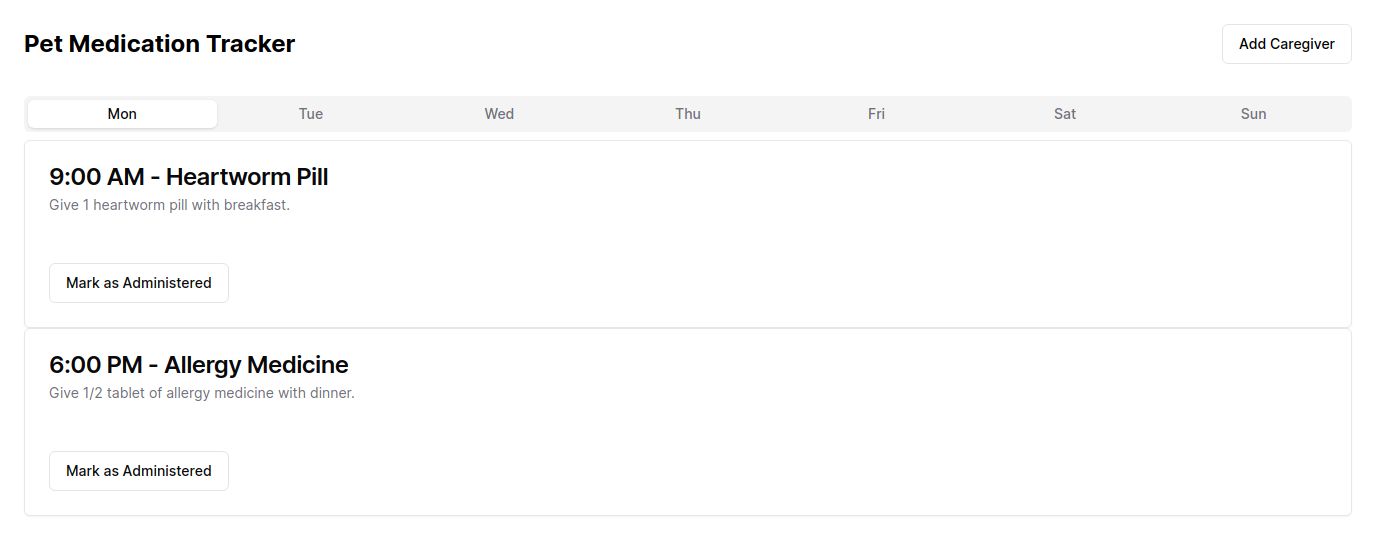 Pet Medication Tracker
Add Caregiver
Mon Tue Wed Thu Fri Sat Sun
9:00 AM - Heartworm Pill
Give 1 heartworm pill with breakfast.
Mark as Administered
6:00 PM - Allergy Medicine
Give 1/2 tablet of allergy medicine with dinner.
Mark as Administered